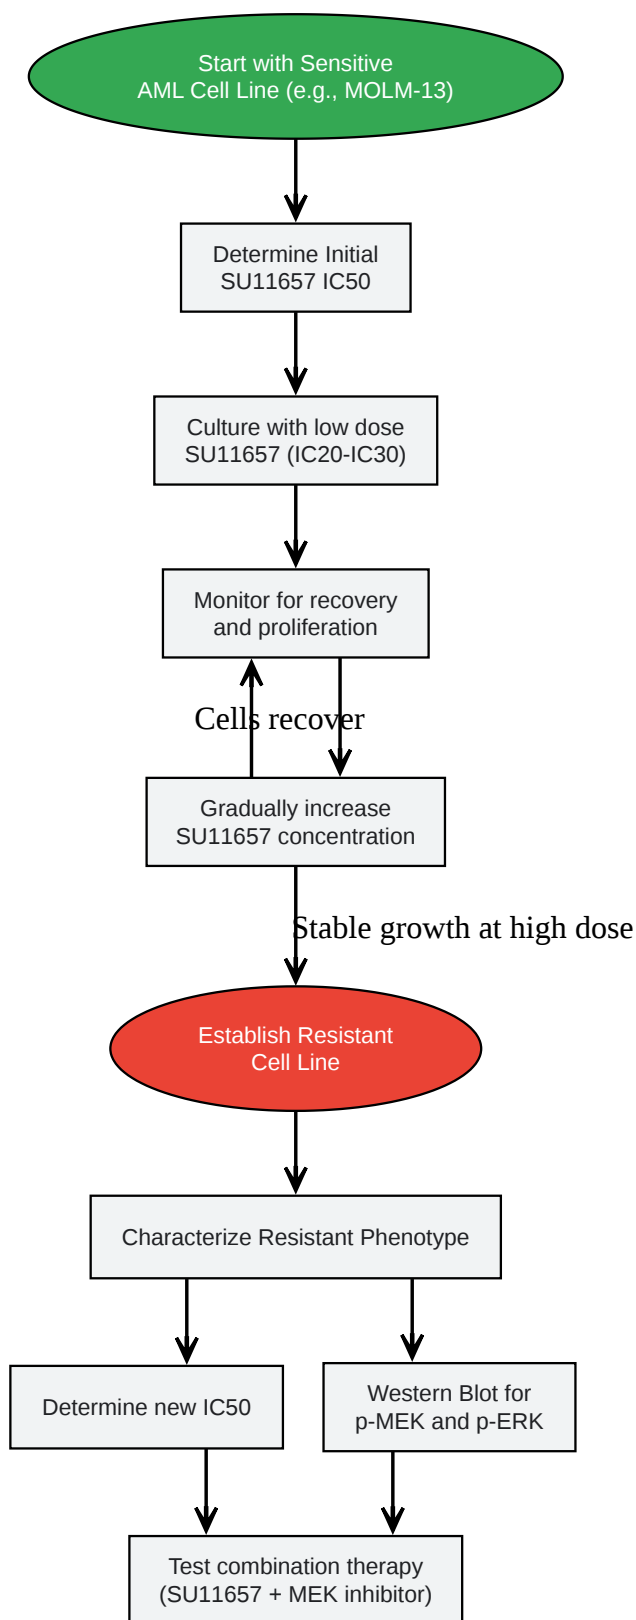 Start with Sensitive
AML Cell Line (e.g., MOLM-13)
Determine Initial
SU11657 IC50
Culture with low dose
SU11657 (IC20-IC30)
Monitor for recovery
and proliferation
Cells recover
Gradually increase
SU11657 concentration
Stable growth at high dose
Establish Resistant
Cell Line
Characterize Resistant Phenotype
Determine new IC50
Western Blot for
p-MEK and p-ERK
Test combination therapy
(SU11657 + MEK inhibitor)